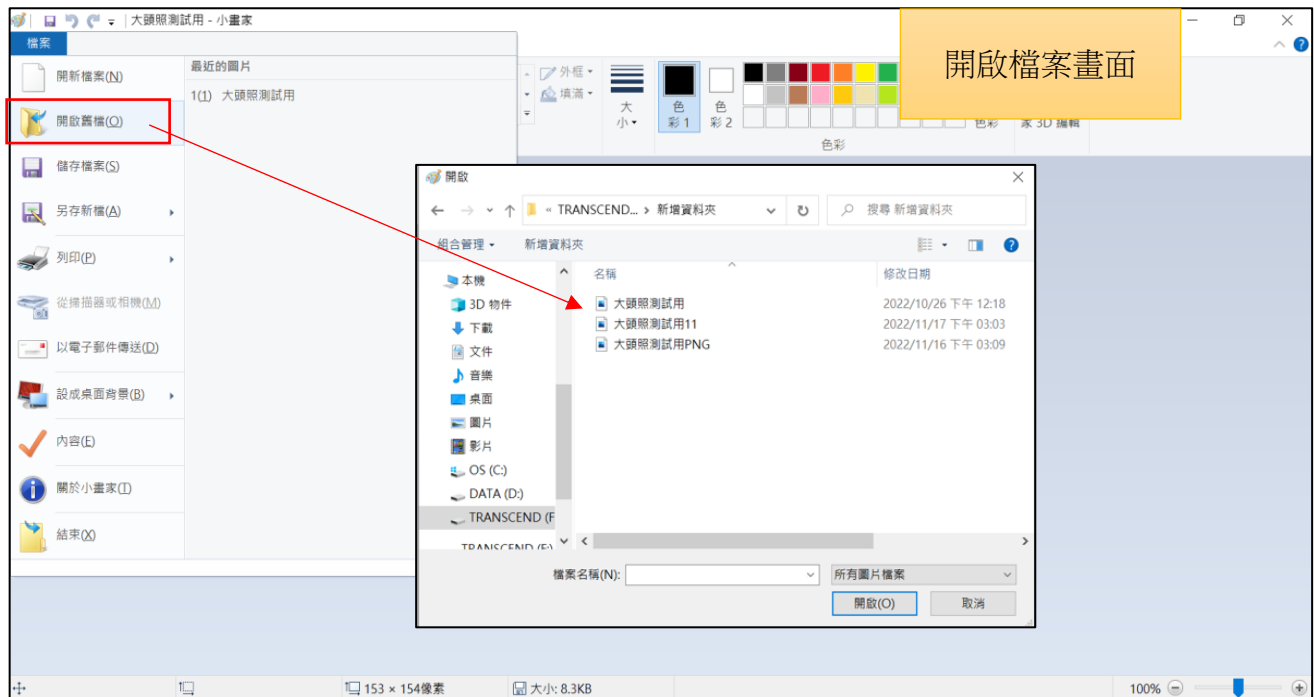 大頭照測試用 - 小畫家
開啟檔案畫面
檔案
開新檔案(N)
開啟舊檔(O)
儲存檔案(S)
另存新檔(A)
列印(P)
從掃描器或相機(M)
以電子郵件傳送(D)
設成桌面背景(B)
內容(E)
關於小畫家(T)
結束(X)
最近的圖片
1(1) 大頭照測試用
外框
填滿
大
小
色
彩 1
色
彩 2
色彩
家 3D 編輯
色彩
開啟
« TRANSCEND... › 新增資料夾
搜尋 新增資料夾
組合管理
新增資料夾
本機
3D 物件
下載
文件
音樂
桌面
圖片
影片
OS (C:)
DATA (D:)
TRANSCEND (F
TRANSCEND (F:)
名稱 修改日期
大頭照測試用 2022/10/26 下午 12:18
大頭照測試用11 2022/11/17 下午 03:03
大頭照測試用PNG 2022/11/16 下午 03:09
檔案名稱(N):
所有圖片檔案
開啟(O)
取消
153 × 154像素
大小: 8.3KB
100%